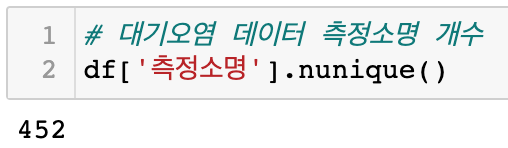 1 # 대기오염 데이터 측정소명 개수
2 df['측정소명'].nunique()
452